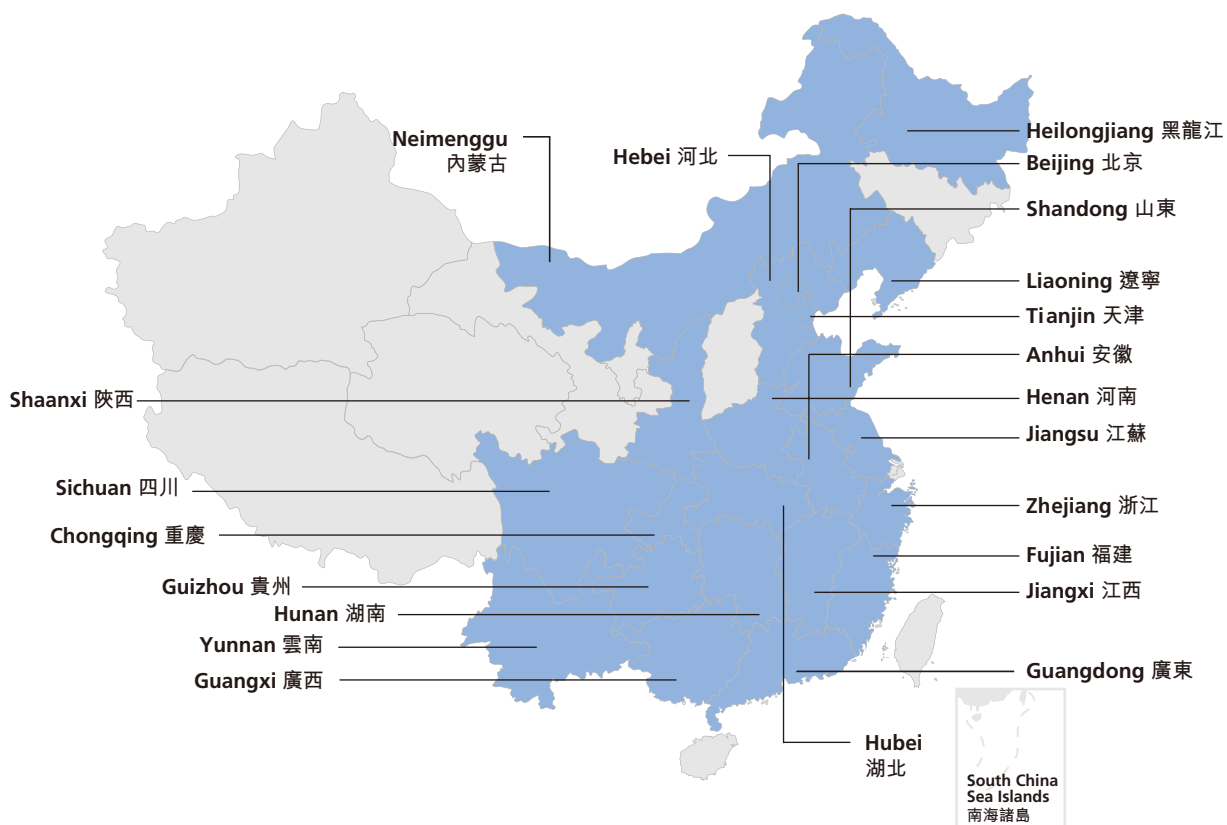 Neimenggu
內蒙古
Hebei 河北
Heilongjiang 黑龍江
Beijing 北京
Shandong 山東
Liaoning 遼寧
Tianjin 天津
Anhui 安徽
Shaanxi 陝西
Henan 河南
Jiangsu 江蘇
Sichuan 四川
Zhejiang 浙江
Chongqing 重慶
Fujian 福建
Guizhou 貴州
Jiangxi 江西
Hunan 湖南
Yunnan 雲南
Guangxi 廣西
Guangdong 廣東
Hubei
湖北
South China
Sea Islands
南海諸島